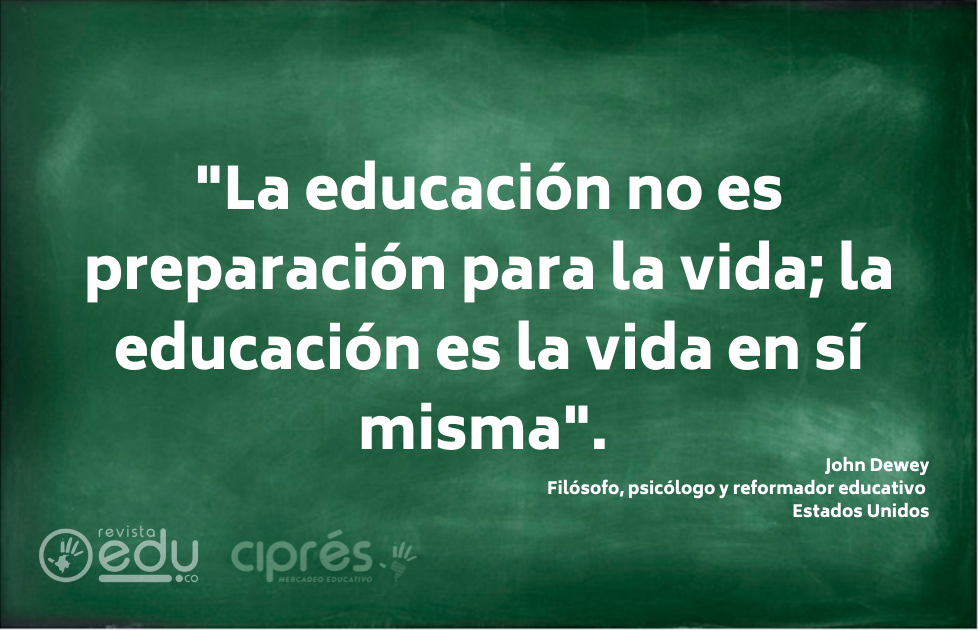 "La educación no es
preparación para la vida; la
educación es la vida en sí
misma".
John Dewey
Filósofo, psicólogo y reformador educativo
Estados Unidos
revista
edu
.co
ciprés
MERCADEO EDUCATIVO